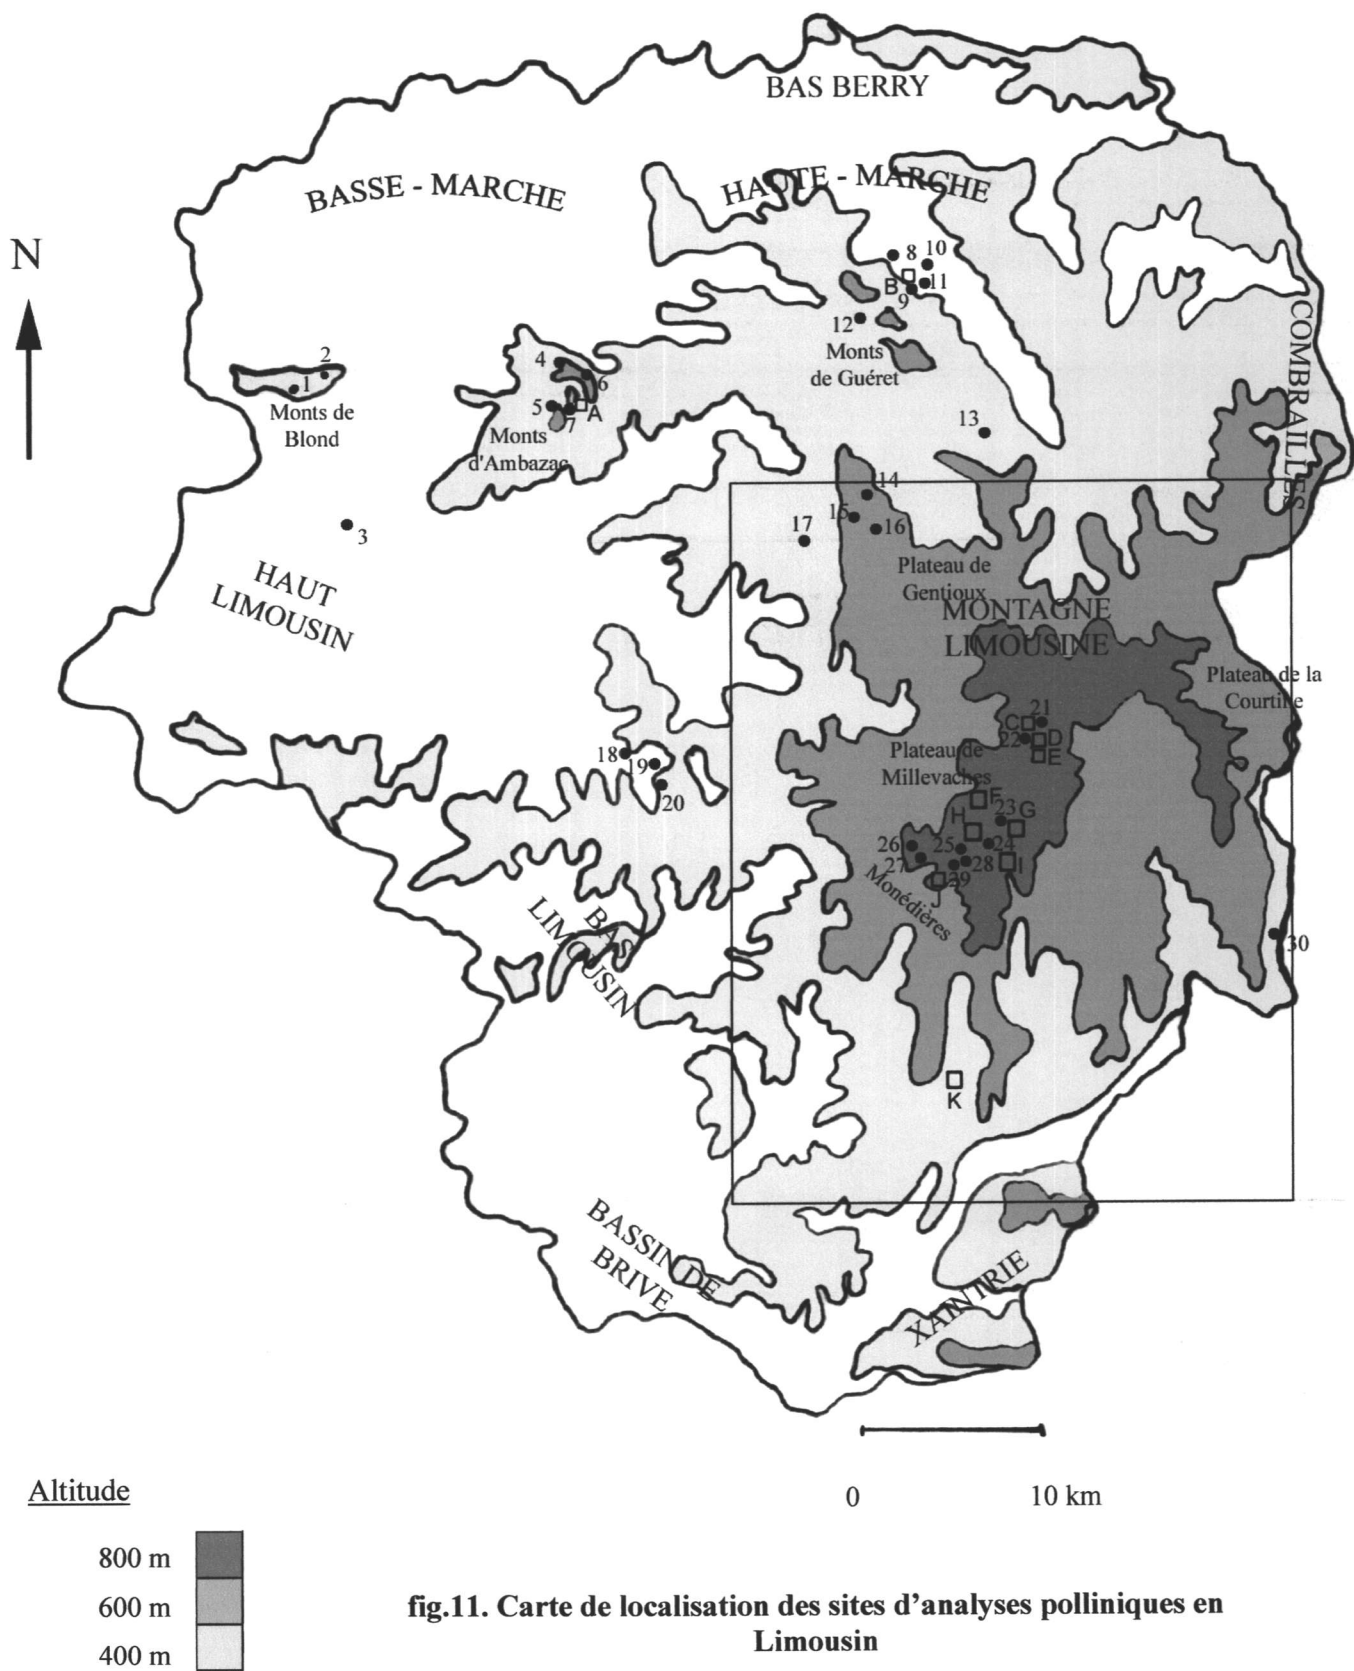 BAS BERRY
BASSE - MARCHE
HAUTE - MARCHE
N
8
10
B
11
9
12
Monts
de Guéret
COMBRAILLES
2
1
Monts de
Blond
4
6
5
7
A
Monts
d'Ambazac
13
14
15
16
17
3
Plateau de
Gentioux
HAUT
LIMOUSIN
MONTAGNE
LIMOUSINE
Plateau de la
Courtine
21
C
22
D
E
Plateau de
Millevaches
18
19
20
F
23
G
H
26
25
24
27
28
I
29
J
Monédières
BAS
LIMOUSIN
30
K
BASSIN DE
BRIVE
XAINTRIE
0 10 km
Altitude
800 m
600 m
400 m
fig.11. Carte de localisation des sites d'analyses polliniques en
Limousin